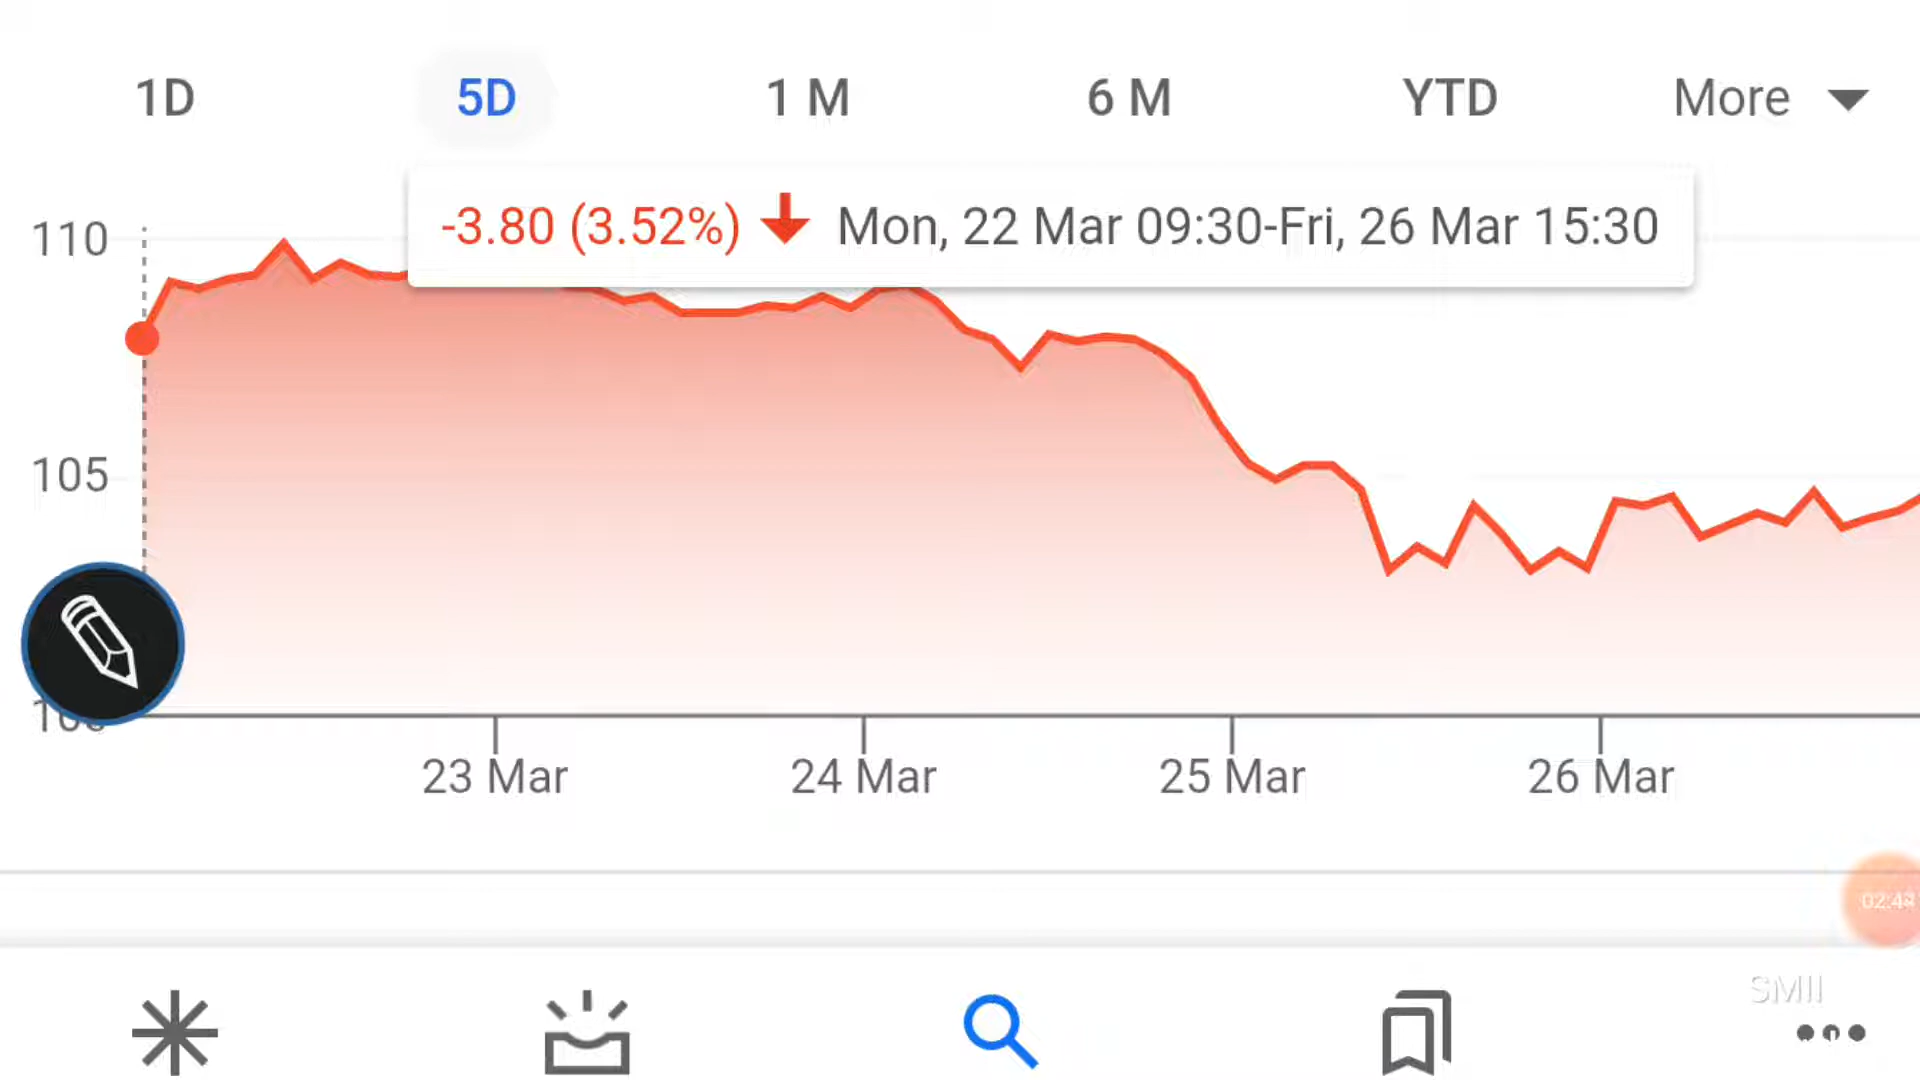 1D 5D 1 M 6 M YTD More
-3.80 (3.52%) Mon, 22 Mar 09:30-Fri, 26 Mar 15:30
110
105
23 Mar 24 Mar 25 Mar 26 Mar
SMII